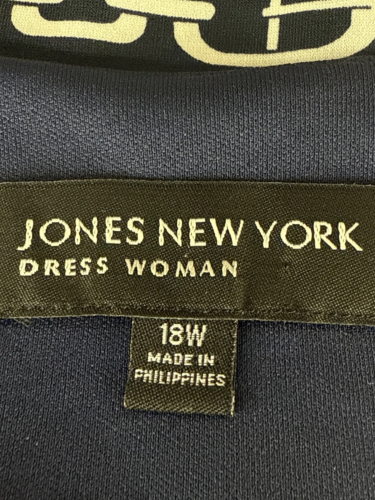 JONES NEW YORK
DRESS WOMAN
18W
MADE IN
PHILIPPINES